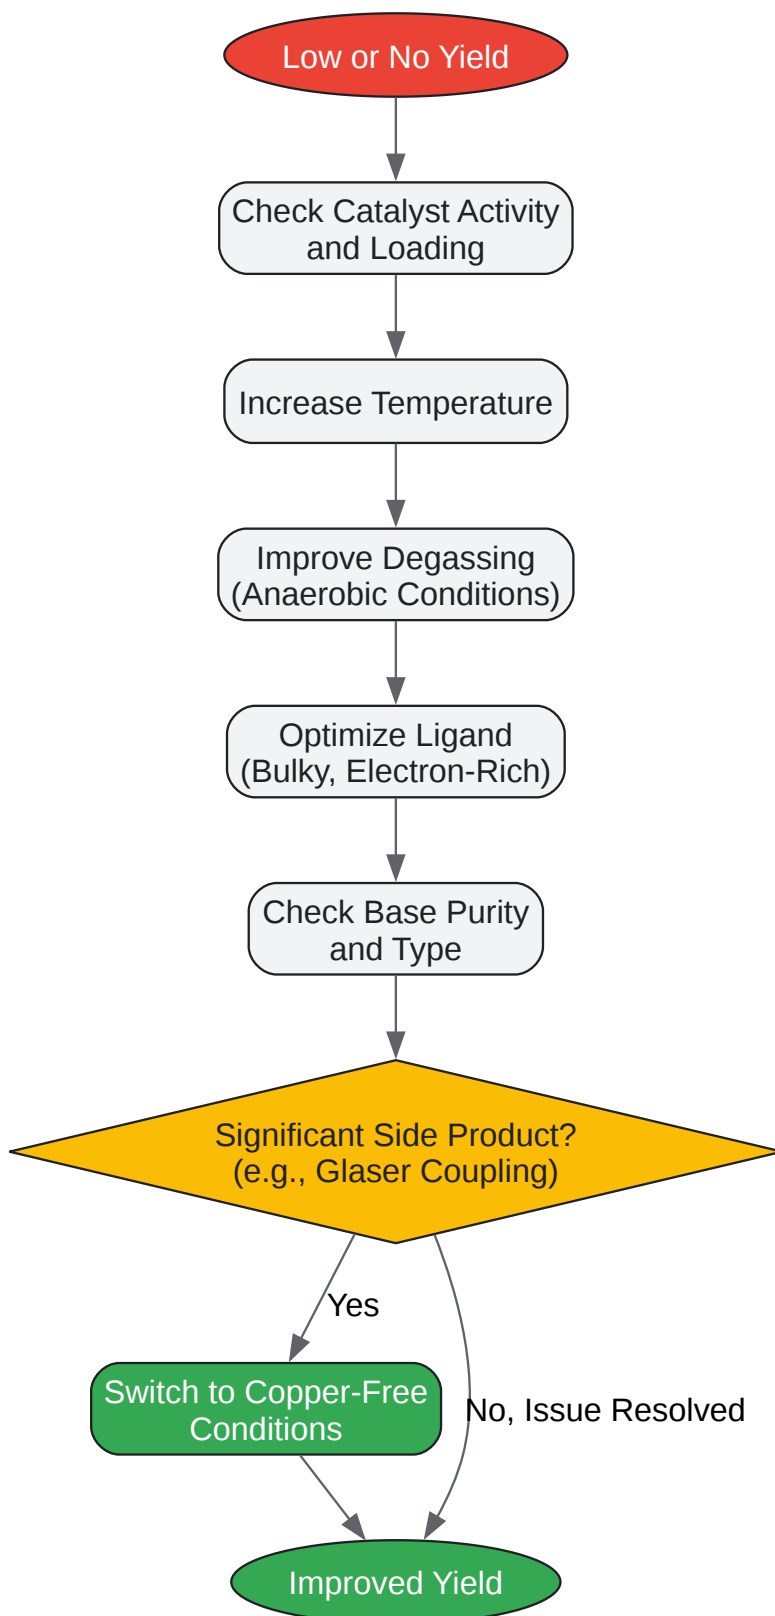 Low or No Yield
Check Catalyst Activity
and Loading
Increase Temperature
Improve Degassing
(Anaerobic Conditions)
Optimize Ligand
(Bulky, Electron-Rich)
Check Base Purity
and Type
Significant Side Product?
(e.g., Glaser Coupling)
Yes
Switch to Copper-Free
Conditions
No, Issue Resolved
Improved Yield